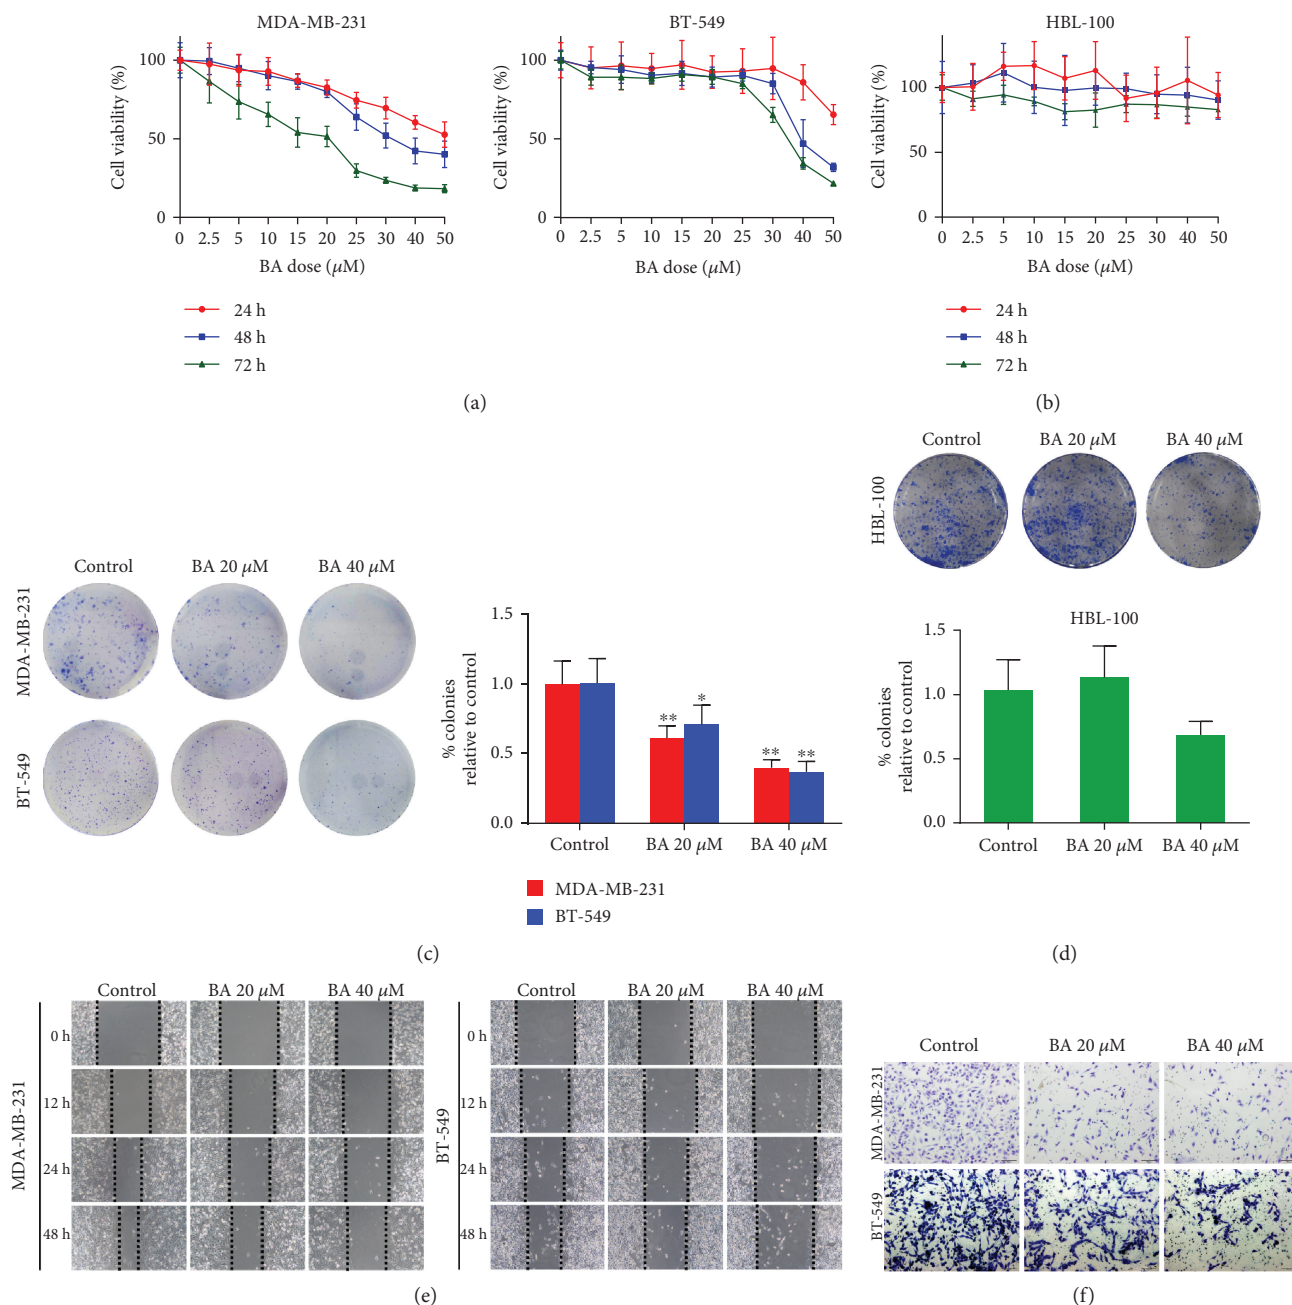 MDA-MB-231
Cell viability (%)
100
50
0
0 2.5 5 10 15 20 25 30 40 50
BA dose (μM)
BT-549
Cell viability (%)
100
50
0
0 2.5 5 10 15 20 25 30 40 50
BA dose (μM)
24 h
48 h
72 h
(a)
HBL-100
Cell viability (%)
100
50
0
0 2.5 5 10 15 20 25 30 40 50
BA dose (μM)
24 h
48 h
72 h
(b)
Control BA 20 μM BA 40 μM
MDA-MB-231
BT-549
% colonies
relative to control
1.5
1.0
0.5
0.0
** *
** **
Control BA 20 μM BA 40 μM
MDA-MB-231
BT-549
(c)
Control BA 20 μM BA 40 μM
HBL-100
HBL-100
% colonies
relative to control
1.5
1.0
0.5
0.0
Control BA 20 μM BA 40 μM
(d)
Control BA 20 μM BA 40 μM
MDA-MB-231
0 h
12 h
24 h
48 h
Control BA 20 μM BA 40 μM
BT-549
(e)
Control BA 20 μM BA 40 μM
MDA-MB-231
BT-549
(f)